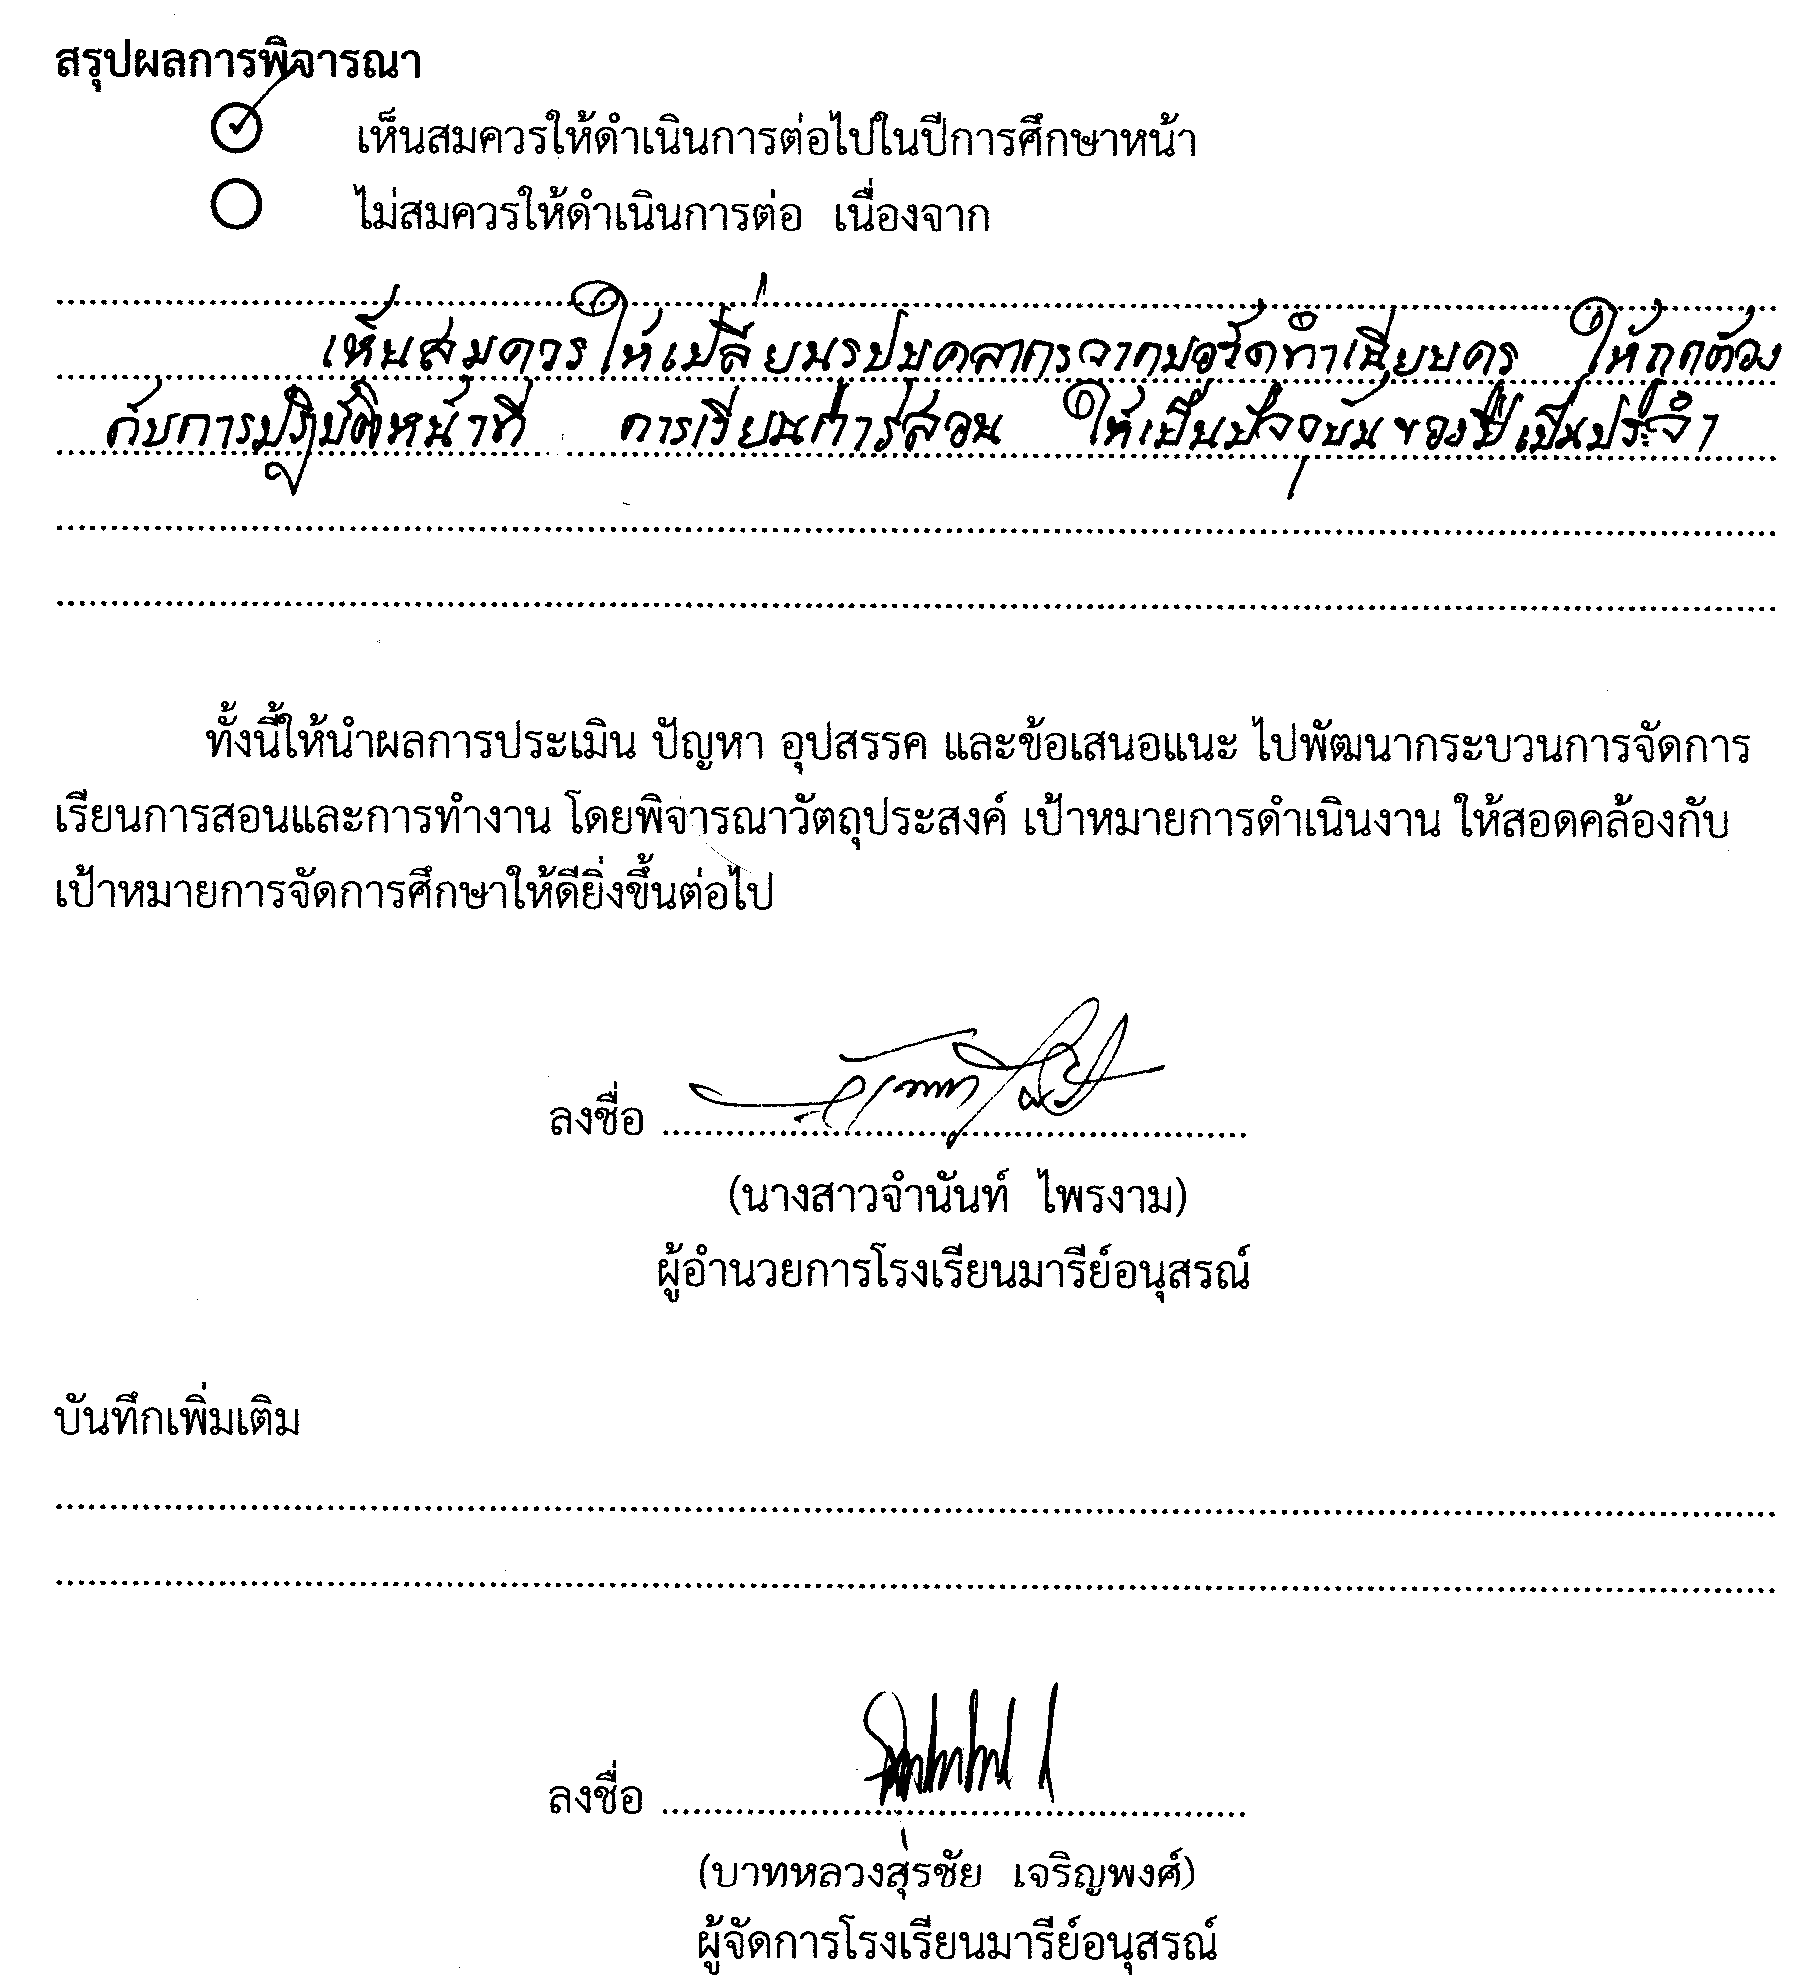 สรุปผลการพิจารณา
เห็นสมควรให้ดำเนินการต่อไปในปีการศึกษาหน้า
ไม่สมควรให้ดำเนินการต่อ เนื่องจาก
เห็นสมควรให้เปลี่ยนรูปบุคลากรจากบอร์ดทำเนียบครู ให้ถูกต้อง
กับการปฏิบัติหน้าที่ การเรียนการสอน ให้เป็นปัจจุบันของปีเป็นประจำ
ทั้งนี้ให้นำผลการประเมิน ปัญหา อุปสรรค และข้อเสนอแนะ ไปพัฒนากระบวนการจัดการ
เรียนการสอนและการทำงาน โดยพิจารณาวัตถุประสงค์ เป้าหมายการดำเนินงาน ให้สอดคล้องกับ
เป้าหมายการจัดการศึกษาให้ดียิ่งขึ้นต่อไป
ลงชื่อ
(นางสาวจำนันท์ ไพรงาม)
ผู้อำนวยการโรงเรียนมารีย์อนุสรณ์
บันทึกเพิ่มเติม
ลงชื่อ
(บาทหลวงสุรชัย เจริญพงศ์)
ผู้จัดการโรงเรียนมารีย์อนุสรณ์